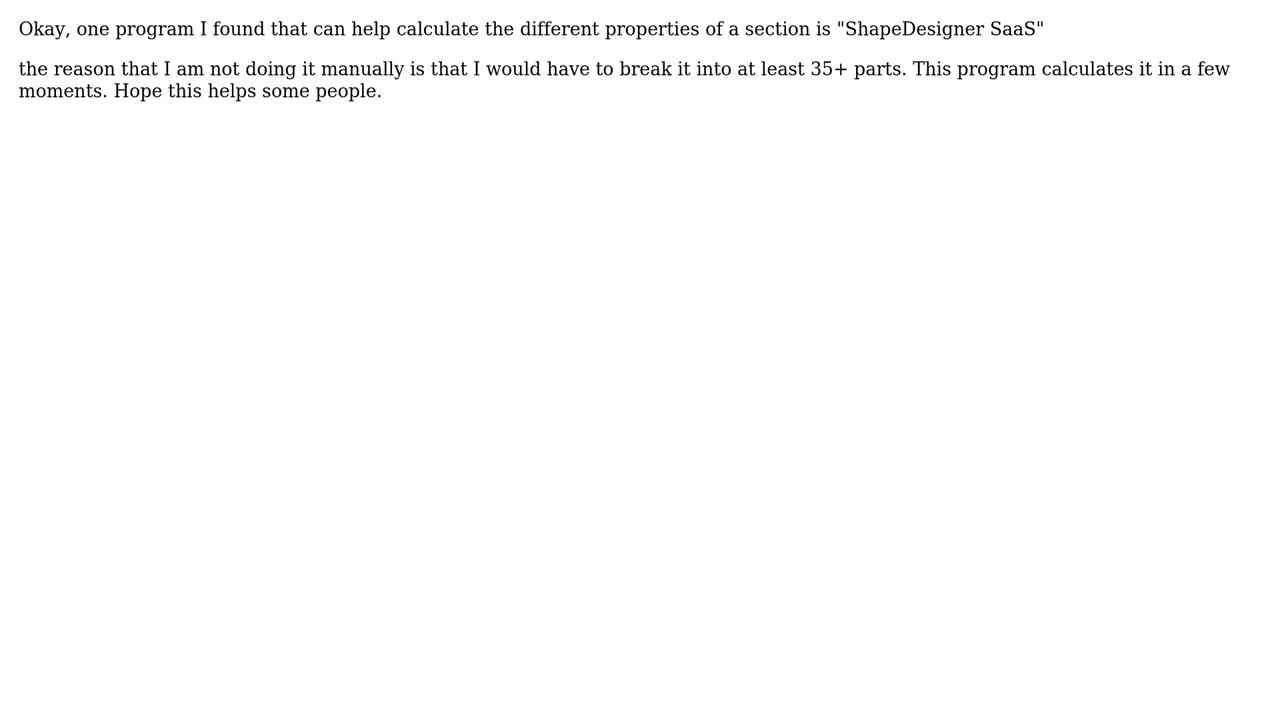 Okay, one program I found that can help calculate the different properties of a section is "ShapeDesigner SaaS"
the reason that I am not doing it manually is that I would have to break it into at least 35+ parts. This program calculates it in a few
moments. Hope this helps some people.